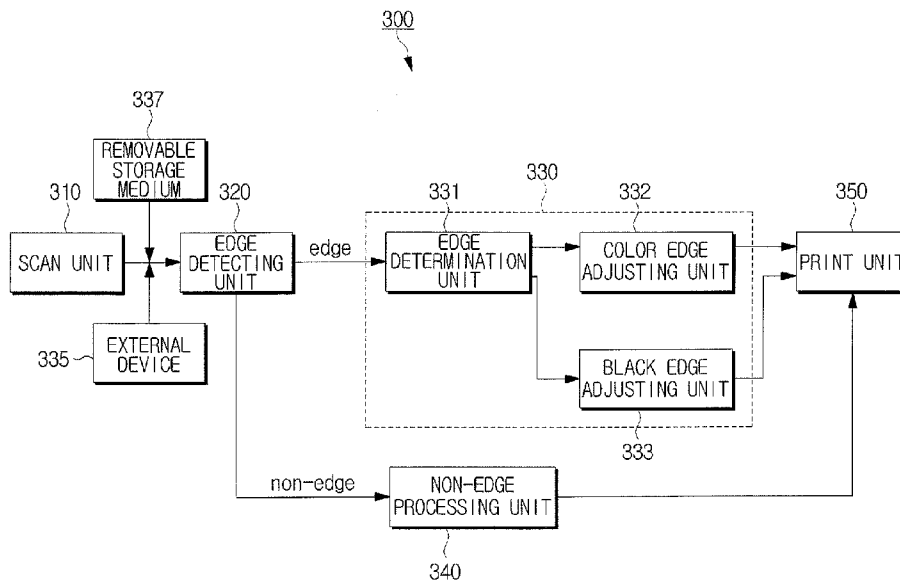 300
337
REMOVABLE
STORAGE
MEDIUM
310
SCAN UNIT
320
EDGE
DETECTING
UNIT
335
EXTERNAL
DEVICE
edge
330
331
EDGE
DETERMINATION
UNIT
332
COLOR EDGE
ADJUSTING UNIT
350
PRINT UNIT
BLACK EDGE
ADJUSTING UNIT
333
non-edge
NON-EDGE
PROCESSING UNIT
340